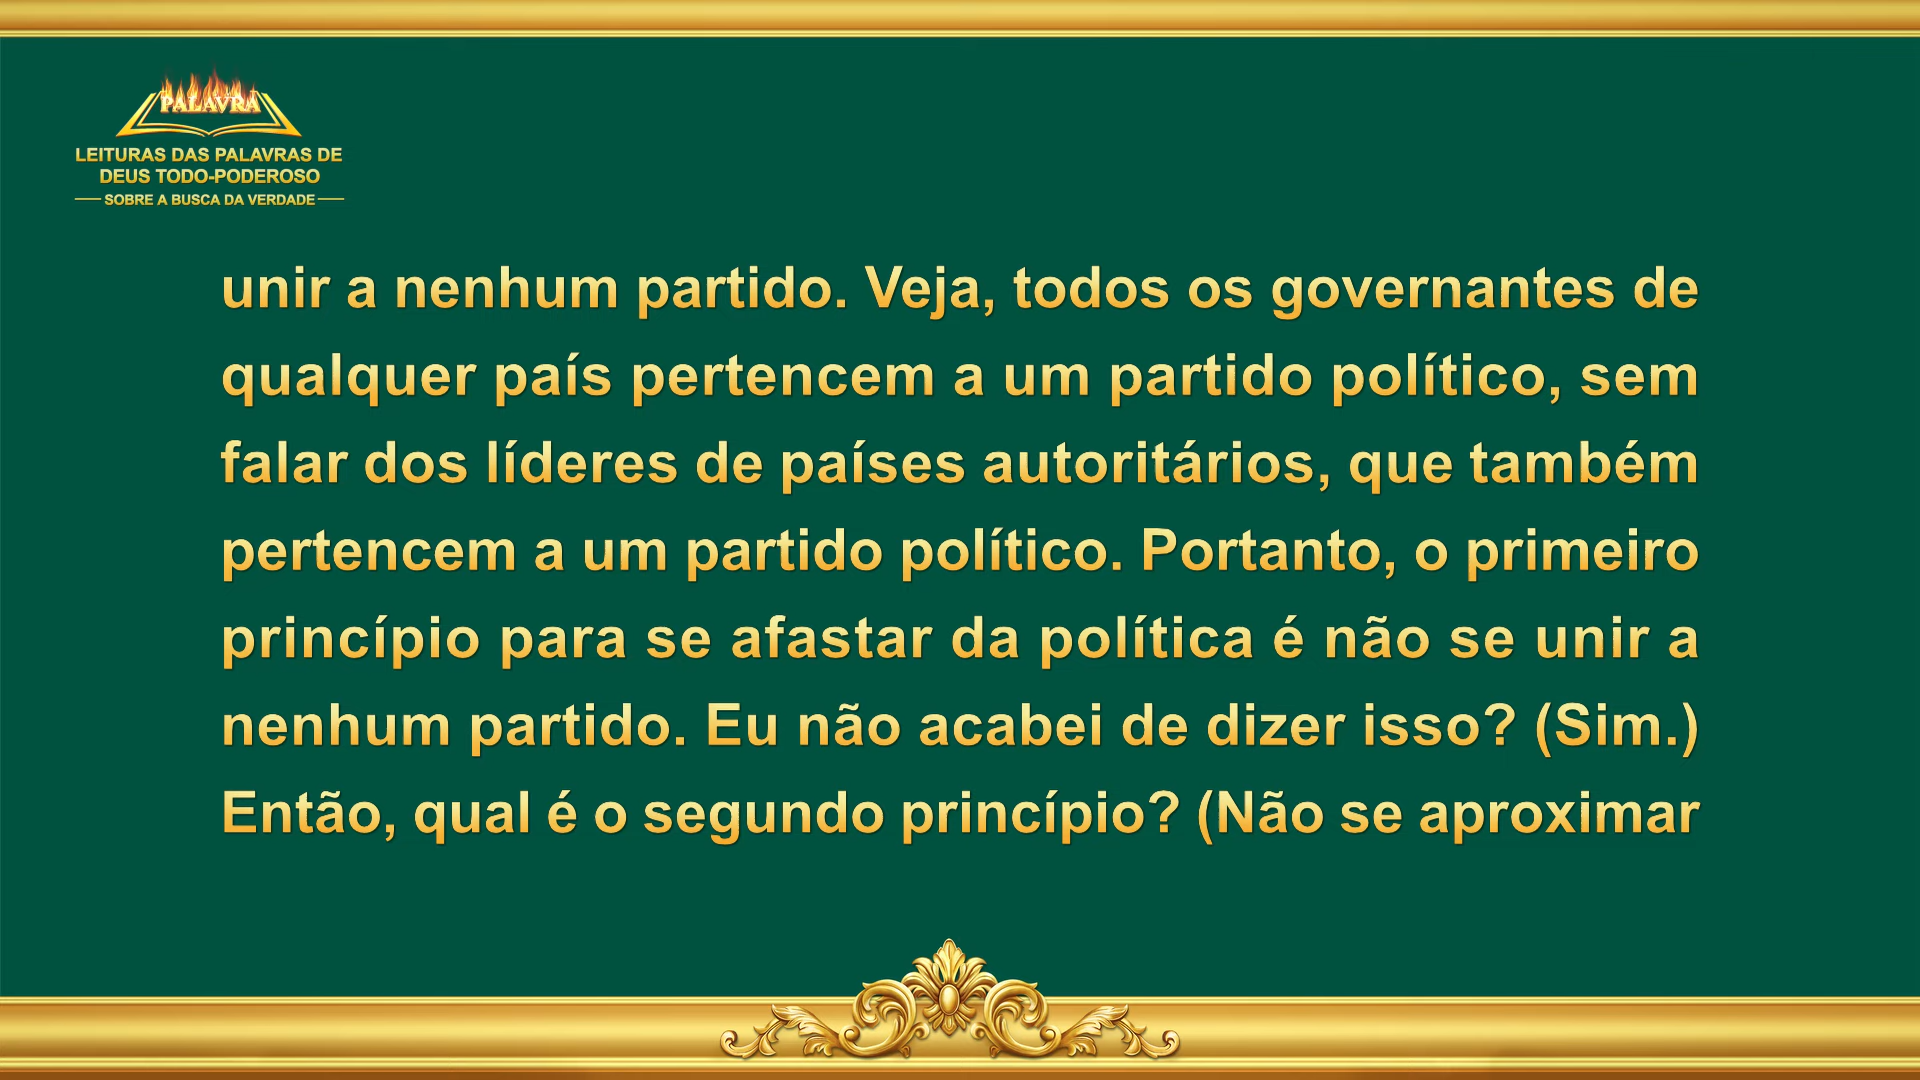 PALAVRA
LEITURAS DAS PALAVRAS DE
DEUS TODO-PODEROSO
SOBRE A BUSCA DA VERDADE
unir a nenhum partido. Veja, todos os governantes de
qualquer país pertencem a um partido político, sem
falar dos líderes de países autoritários, que também
pertencem a um partido político. Portanto, o primeiro
princípio para se afastar da política é não se unir a
nenhum partido. Eu não acabei de dizer isso? (Sim.)
Então, qual é o segundo princípio? (Não se aproximar